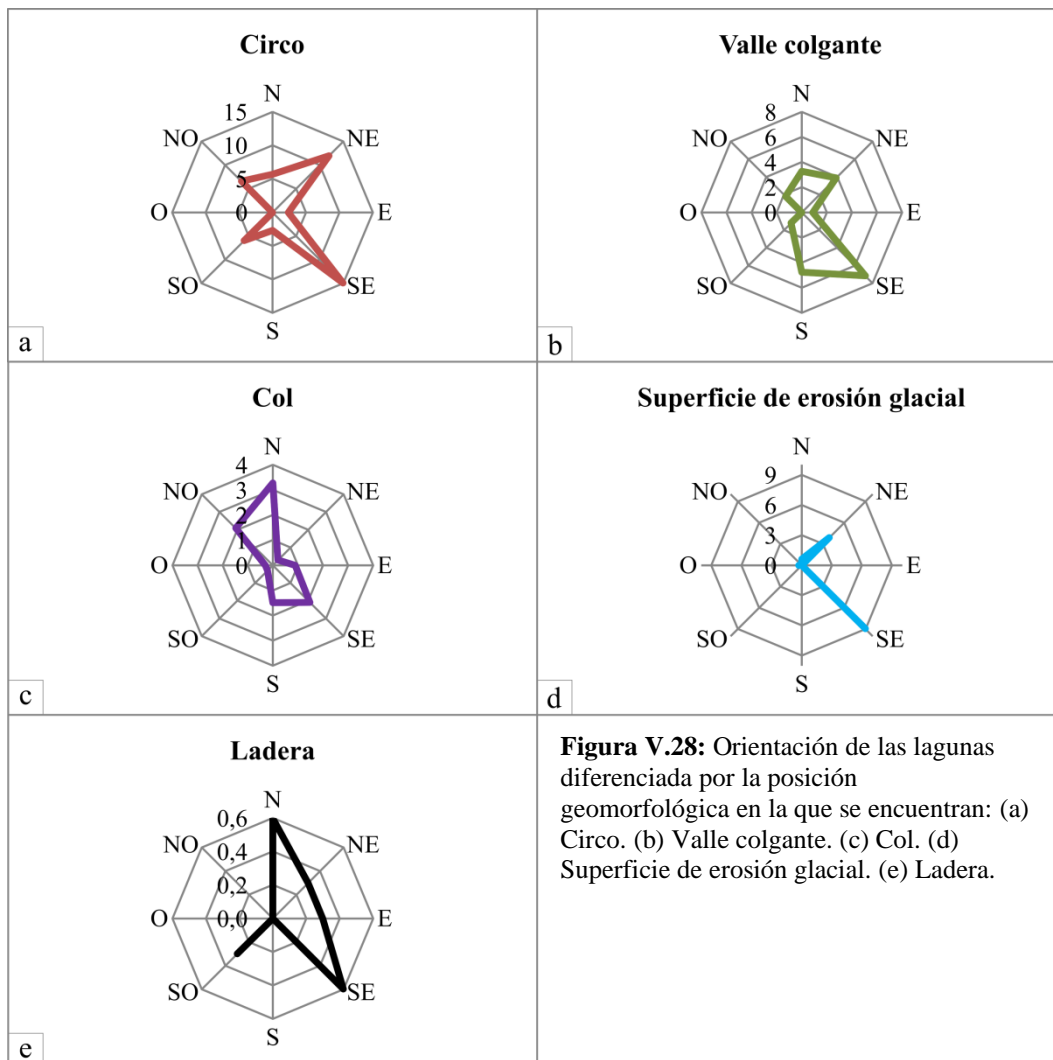 Circo
N
15
NO
10
NE
5
O
0
E
SO
SE
S
a
Valle colgante
N
8
NO
6
NE
4
2
O
0
E
SO
SE
S
b
Col
N
4
NO
3
NE
2
1
O
0
E
SO
SE
S
c
Superficie de erosión glacial
N
9
NO
NE
6
3
O
0
E
SO
SE
S
d
Ladera
N
0,6
NO
0,4
NE
0,2
O
0,0
E
SO
SE
S
e
Figura V.28: Orientación de las lagunas
diferenciada por la posición
geomorfológica en la que se encuentran: (a)
Circo. (b) Valle colgante. (c) Col. (d)
Superficie de erosión glacial. (e) Ladera.